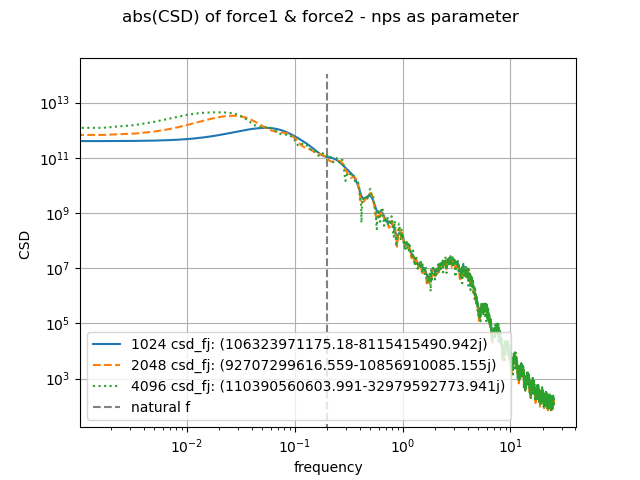 abs(CSD) of force1 & force2 - nps as parameter
10^13
10^11
10^9
10^7
10^5
10^3
CSD
1024 csd_fj: (106323971175.18-8115415490.942j)
2048 csd_fj: (92707299616.559-10856910085.155j)
4096 csd_fj: (110390560603.991-32979592773.941j)
natural f
10^−2 10^−1 10^0 10^1
frequency